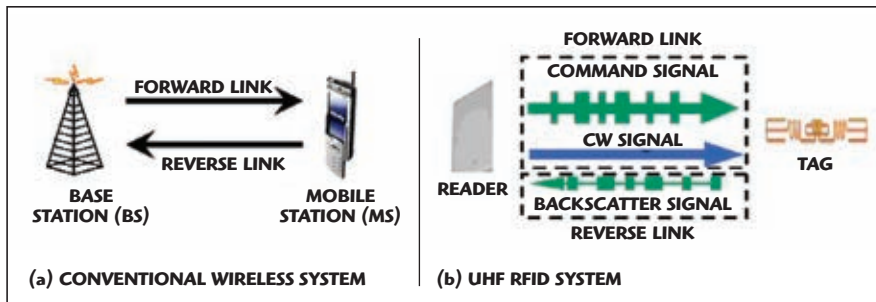 FORWARD LINK
REVERSE LINK
BASE
STATION (BS)
MOBILE
STATION (MS)
(a) CONVENTIONAL WIRELESS SYSTEM
FORWARD LINK
COMMAND SIGNAL
CW SIGNAL
READER
TAG
BACKSCATTER SIGNAL
REVERSE LINK
(b) UHF RFID SYSTEM